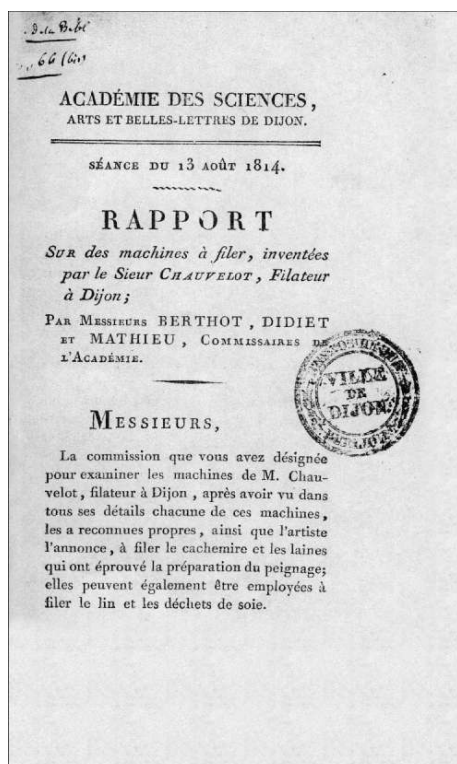 66 (bis)
ACADÉMIE DES SCIENCES,
ARTS ET BELLES-LETTRES DE DIJON.
SÉANCE DU 13 AOÛT 1814.
RAPPORT
SUR des machines à filer, inventées
par le Sieur CHAUVELOT, Filateur
à Dijon;
PAR MESSIEURS BERTHOT, DIDIET
ET MATHIEU, COMMISSAIRES DE
L'ACADÉMIE.
VILLE
DE
DIJON
MESSIEURS,
La commission que vous avez désignée
pour examiner les machines de M. Chau-
velot, filateur à Dijon, après avoir vu dans
tous ses détails chacune de ces machines,
les a reconnues propres, ainsi que l'artiste
l'annonce, à filer le cachemire et les laines
qui ont éprouvé la préparation du peignage;
elles peuvent également être employées à
filer le lin et les déchets de soie.